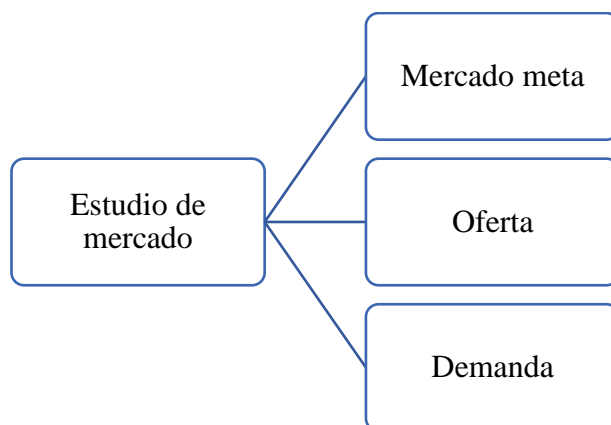 Mercado meta
Estudio de
mercado
Oferta
Demanda